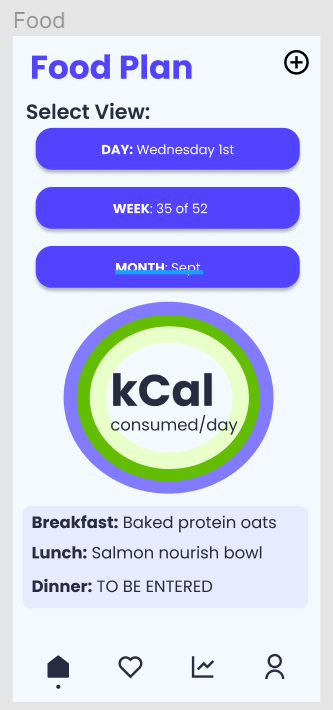 Food
Food Plan
Select View:
DAY: Wednesday 1st
WEEK: 35 of 52
MONTH: Sept
kCal
consumed/day
Breakfast: Baked protein oats
Lunch: Salmon nourish bowl
Dinner: TO BE ENTERED